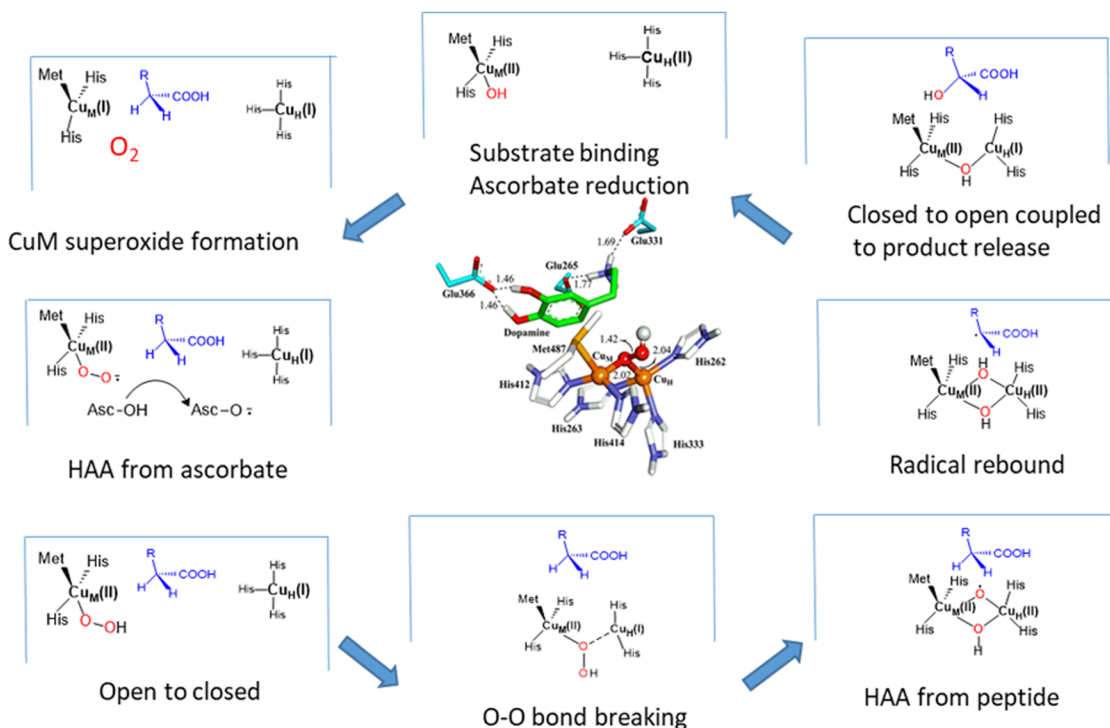 Met
His
Cu_M(I)
His
O₂
R
COOH
H
H
His
His-Cu_H(I)
His
CuM superoxide formation
Met
His
Cu_M(II)
His
OH
His
His-Cu_H(II)
His
Substrate binding
Ascorbate reduction
R
COOH
HO
H
Met
His
His
Cu_M(II)
Cu_H(I)
His
O
H
His
Closed to open coupled
to product release
Met
His
R
COOH
H
H
Cu_M(II)
His
O-O
His
His-Cu_H(I)
His
Asc-OH
Asc-O
HAA from ascorbate
Glu331
1.69
Glu265
1.77
Glu366
1.46
1.46
Dopamine
Met487
1.42
Cu_M
2.04
2.02
Cu_H
His262
His412
His263
His414
His333
R
COOH
H
H
Met
His
O
His
Cu_M(II)
Cu_H(II)
His
O
H
His
Radical rebound
Met
His
Cu_M(II)
His
O-OH
R
COOH
H
H
His
His-Cu_H(I)
His
Open to closed
R
COOH
H
H
Met
His
His
Cu_M(II)
Cu_H(I)
His
O
OH
His
O-O bond breaking
R
COOH
H
H
Met
His
O
His
Cu_M(II)
Cu_H(II)
His
O
H
His
HAA from peptide